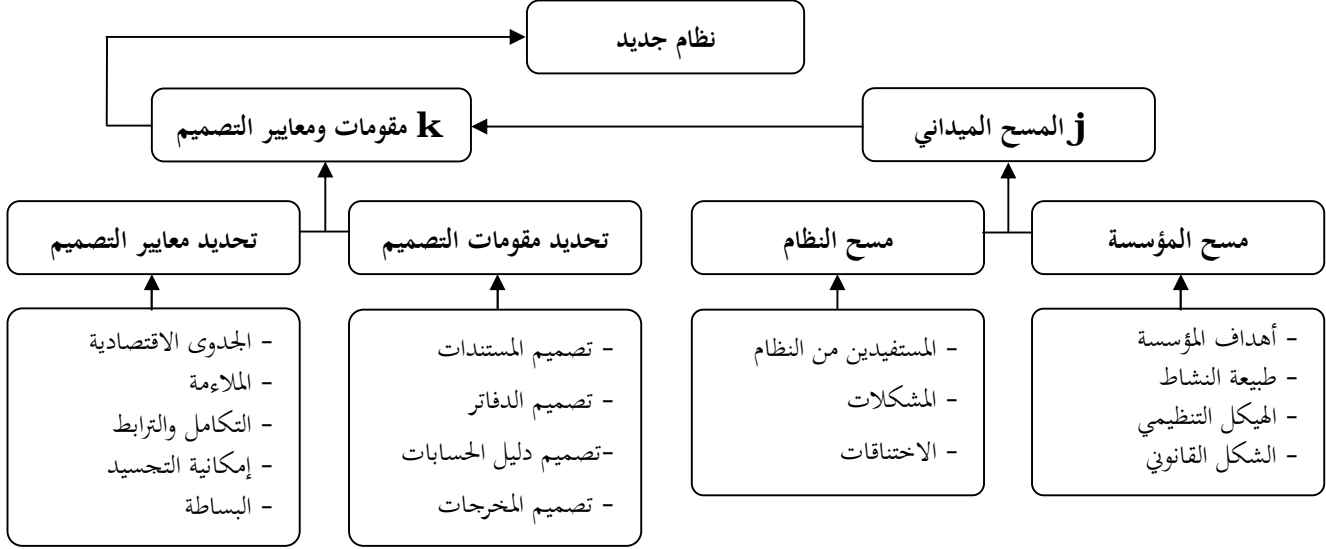 نظام جديد
j المسح الميداني
k مقومات ومعايير التصميم
مسح المؤسسة
مسح النظام
تحديد مقومات التصميم
تحديد معايير التصميم
- أهداف المؤسسة
- طبيعة النشاط
- الهيكل التنظيمي
- الشكل القانوني
- المستفيدين من النظام
- المشكلات
- الاختناقات
- تصميم المستندات
- تصميم الدفاتر
-تصميم دليل الحسابات
- تصميم المخرجات
- الجدوى الاقتصادية
- الملاءمة
- التكامل والترابط
- إمكانية التجسيد
- البساطة